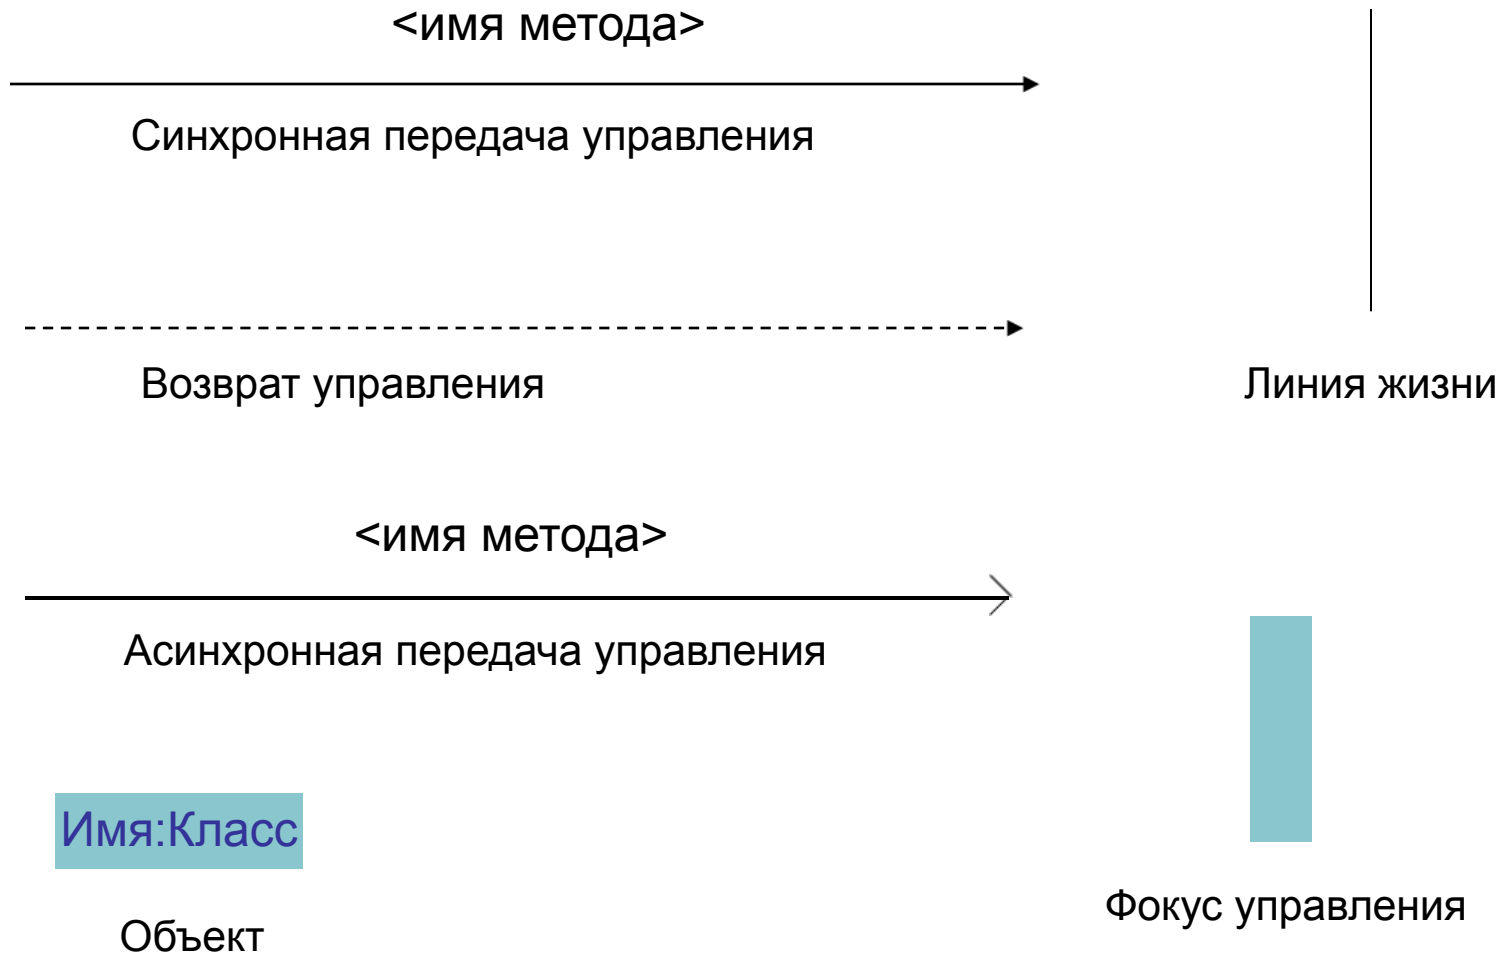 <имя метода>
Синхронная передача управления
Возврат управления
Линия жизни
<имя метода>
Асинхронная передача управления
Имя:Класс
Фокус управления
Объект